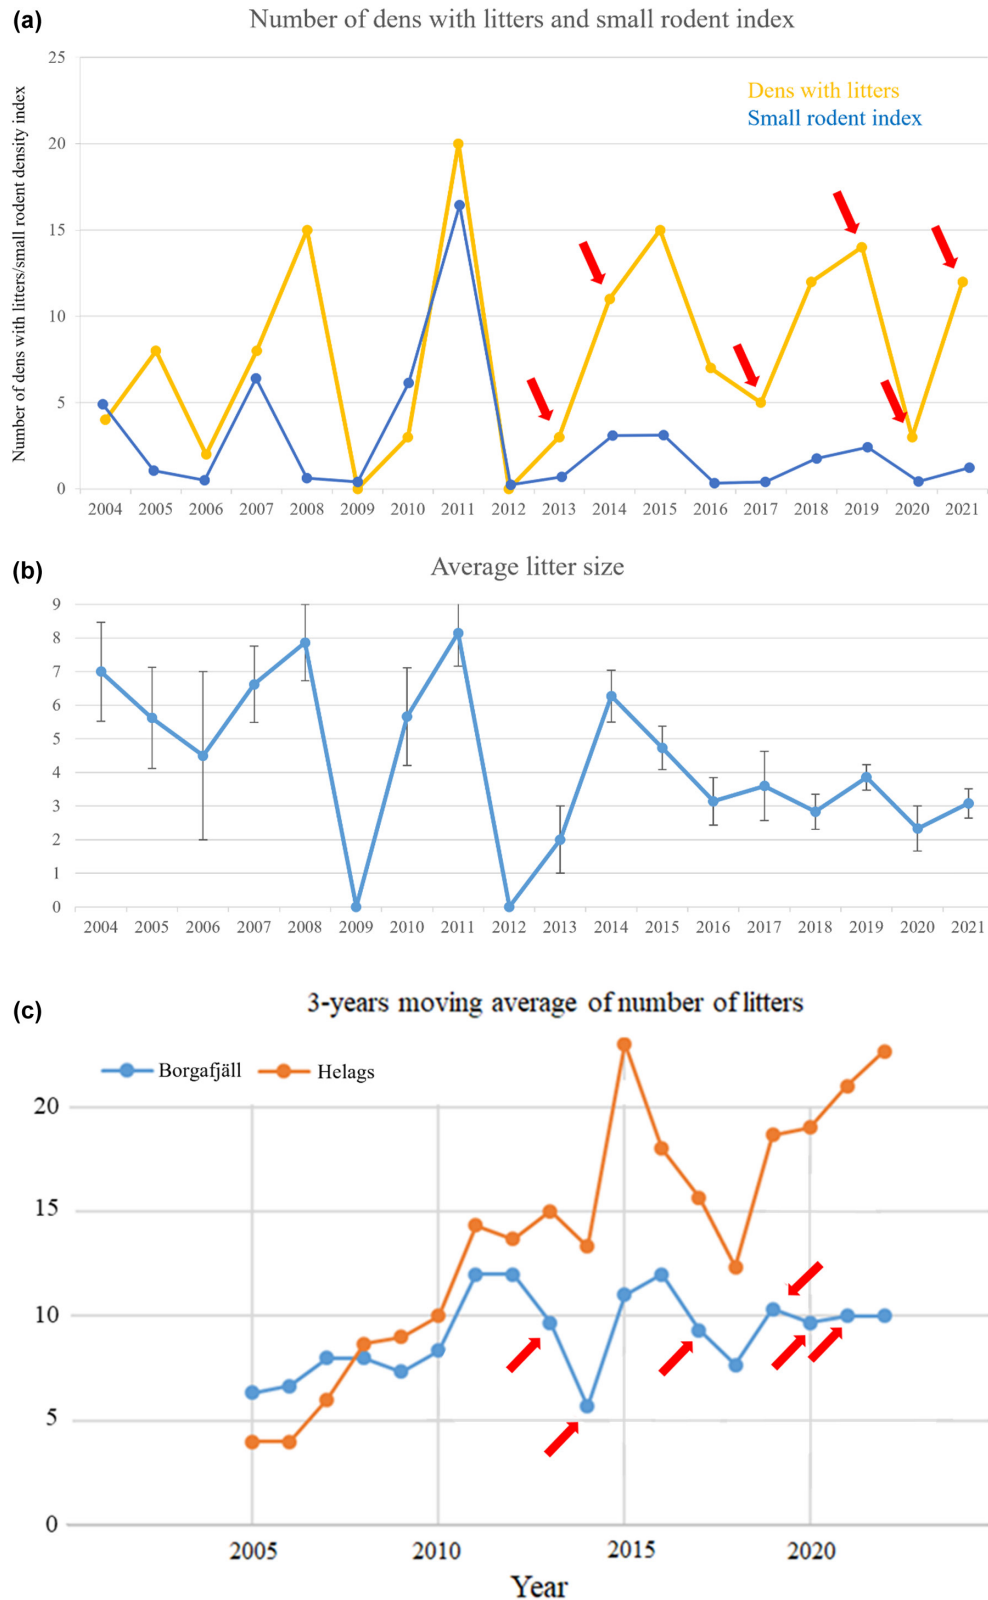 (a)
Number of dens with litters and small rodent index
Number of dens with litters/small rodent density index
25
20
15
10
5
0
Dens with litters
Small rodent index
2004 2005 2006 2007 2008 2009 2010 2011 2012 2013 2014 2015 2016 2017 2018 2019 2020 2021
(b)
Average litter size
9
8
7
6
5
4
3
2
1
0
2004 2005 2006 2007 2008 2009 2010 2011 2012 2013 2014 2015 2016 2017 2018 2019 2020 2021
(c)
3-years moving average of number of litters
Borgafjäll Helags
20
15
10
5
0
2005 2010 2015 2020
Year